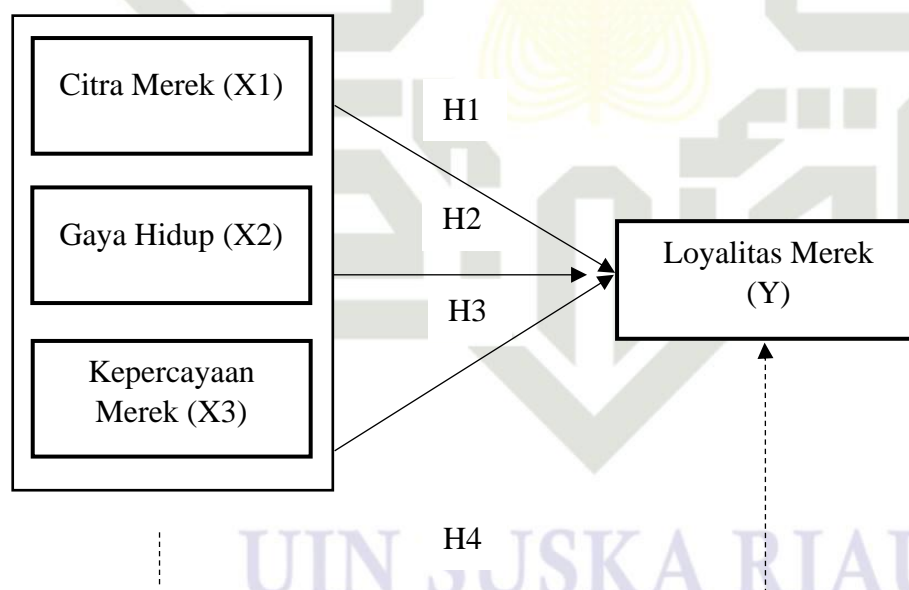 Citra Merek (X1)
H1
Gaya Hidup (X2)
H2
Loyalitas Merek
(Y)
H3
Kepercayaan
Merek (X3)
H4
UIN SUSKA RIAU